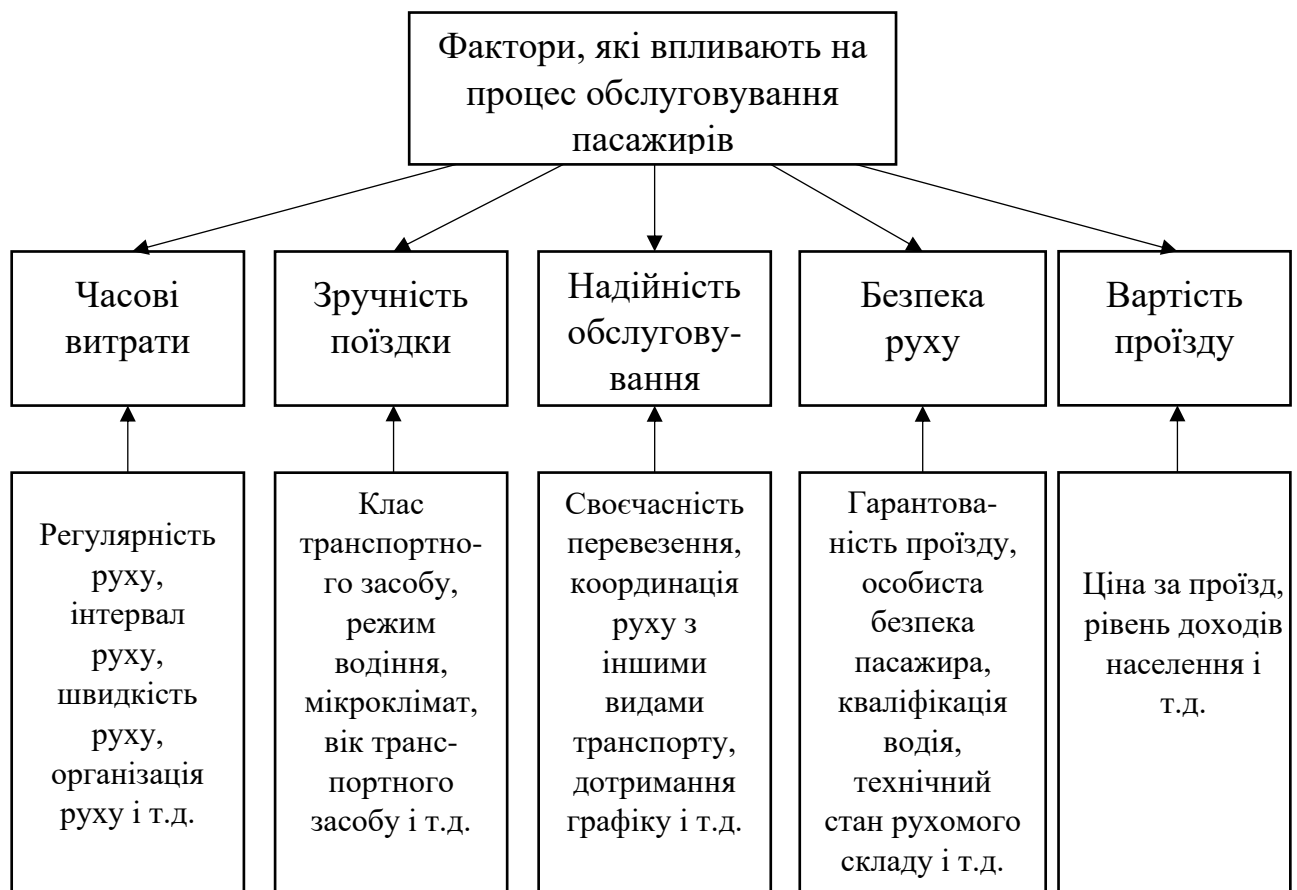 Фактори, які впливають на
процес обслуговування
пасажирів
Часові
витрати
Зручність
поїздки
Надійність
обслугову-
вання
Безпека
руху
Вартість
проїзду
Регулярність
руху,
інтервал
руху,
швидкість
руху,
організація
руху і т.д.
Клас
транспортно-
го засобу,
режим
водіння,
мікроклімат,
вік транс-
портного
засобу і т.д.
Своєчасність
перевезення,
координація
руху з
іншими
видами
транспорту,
дотримання
графіку і т.д.
Гарантова-
ність проїзду,
особиста
безпека
пасажира,
кваліфікація
водія,
технічний
стан рухомого
складу і т.д.
Ціна за проїзд,
рівень доходів
населення і
т.д.